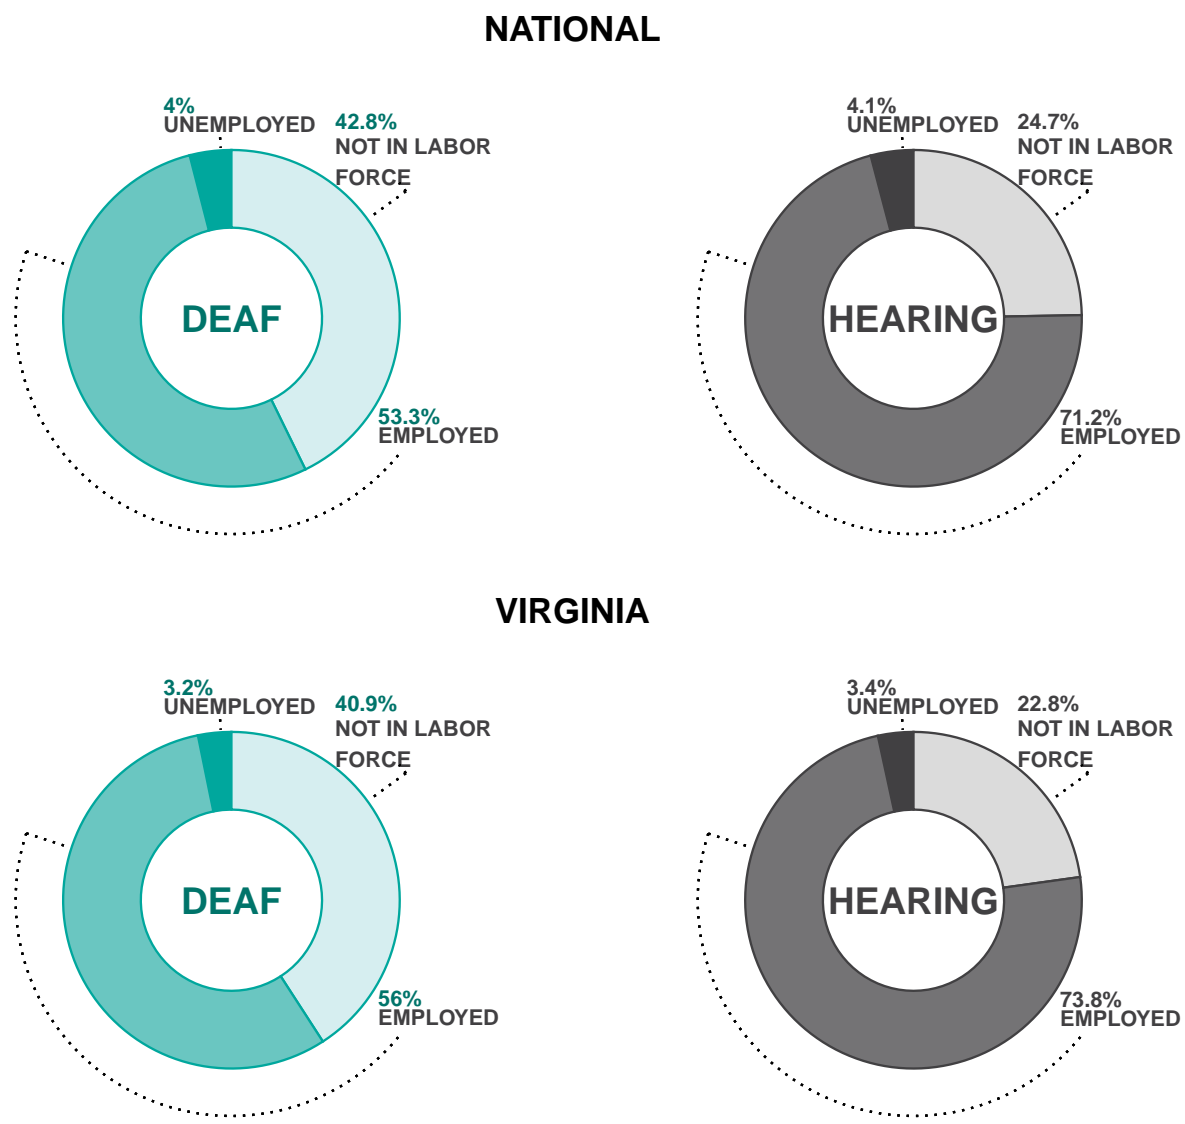 NATIONAL
4%
UNEMPLOYED
42.8%
NOT IN LABOR
FORCE
DEAF
53.3%
EMPLOYED
4.1%
UNEMPLOYED
24.7%
NOT IN LABOR
FORCE
HEARING
71.2%
EMPLOYED
VIRGINIA
3.2%
UNEMPLOYED
40.9%
NOT IN LABOR
FORCE
DEAF
56%
EMPLOYED
3.4%
UNEMPLOYED
22.8%
NOT IN LABOR
FORCE
HEARING
73.8%
EMPLOYED